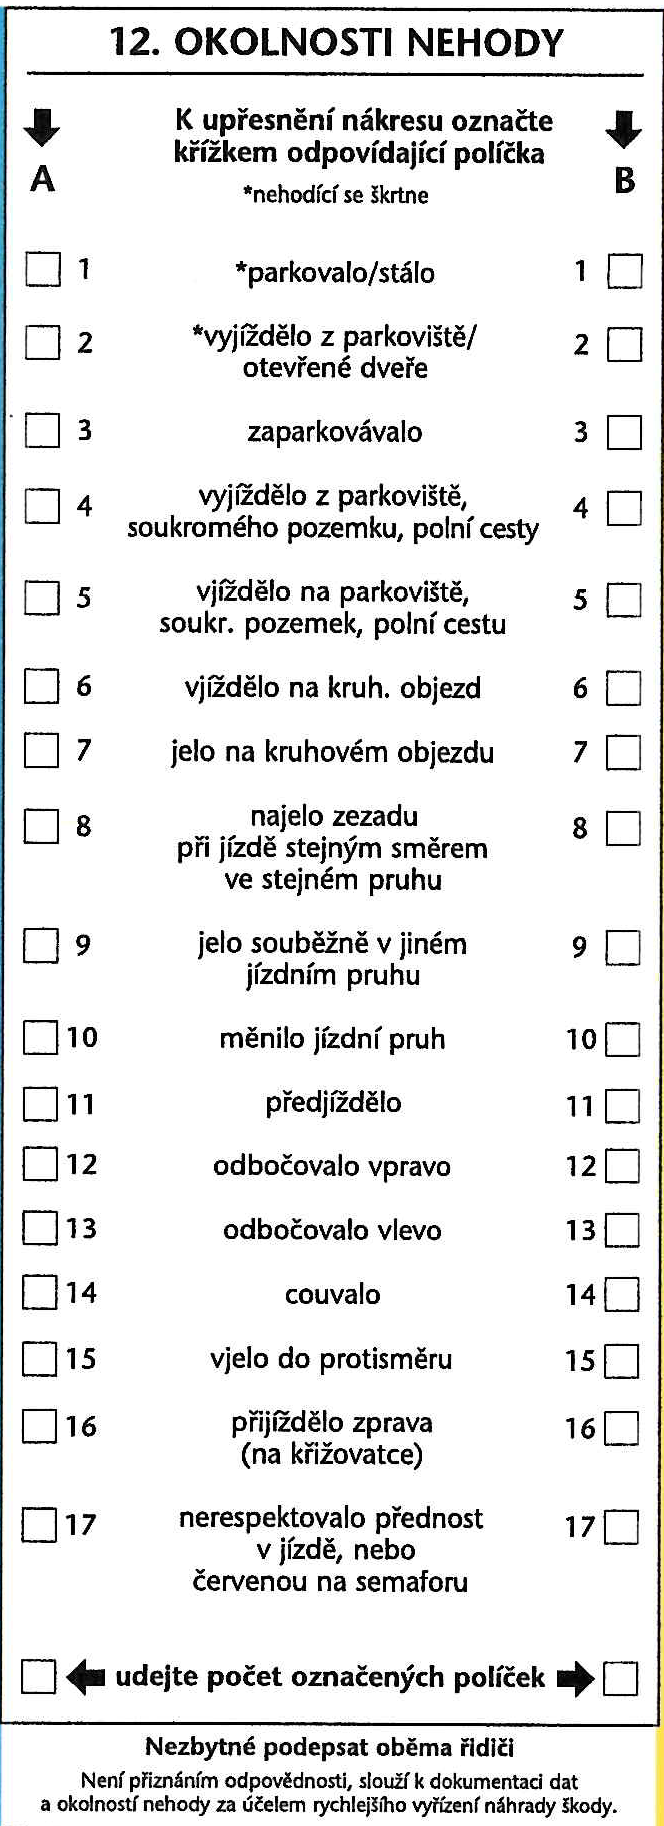 12. OKOLNOSTI NEHODY
A
K upřesnění nákresu označte
křížkem odpovídající políčka
*nehodící se škrtne
B
1 *parkovalo/stálo 1
2 *vyjíždělo z parkoviště/ 2
otevřené dveře
3 zaparkovávalo 3
4 vyjíždělo z parkoviště, 4
soukromého pozemku, polní cesty
5 vjíždělo na parkoviště, 5
soukr. pozemek, polní cestu
6 vjíždělo na kruh. objezd 6
7 jelo na kruhovém objezdu 7
8 najelo zezadu 8
při jízdě stejným směrem
ve stejném pruhu
9 jelo souběžně v jiném 9
jízdním pruhu
10 měnilo jízdní pruh 10
11 předjíždělo 11
12 odbočovalo vpravo 12
13 odbočovalo vlevo 13
14 couvalo 14
15 vjelo do protisměru 15
16 přijíždělo zprava 16
(na křižovatce)
17 nerespektovalo přednost 17
v jízdě, nebo
červenou na semaforu
udejte počet označených políček
Nezbytné podepsat oběma řidiči
Není přiznáním odpovědnosti, slouží k dokumentaci dat
a okolností nehody za účelem rychlejšího vyřízení náhrady škody.